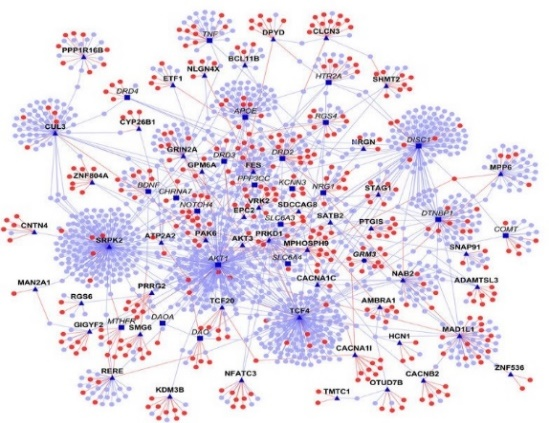 TNF
DPYD
CLCN3
PPP1R16B
NLGN4X
BCL11B
ETF1
HTR2A
SHMT2
DRD4
APOE
RGS4
CUL3
CYP26B1
GRIN2A
DRD3
DRD2
NRGN
DISC1
GPM6A
FES
MPP6
ZNF804A
BDNF
CHRNA7
PPP3CC
KCNN3
NRG1
STAG1
NOTCH4
VRK2
SDCCAG8
EPC2
SLC6A3
SATB2
PTGIS
DTNBP1
CNTN4
SRPK2
ATP2A2
PAK6
AKT3
PRKD1
MPHOSPH9
COMT
SNAP91
AKT1
SLC6A4
GRM3
MAN2A1
PRRG2
CACNA1C
NAB2
ADAMTSL3
RGS6
TCF20
AMBRA1
GIGYF2
MTHFR
SMG6
DAOA
DAO
TCF4
HCN1
MAD1L1
CACNA1I
RERE
NFATC3
KDM3B
TMTC1
OTUD7B
CACNB2
ZNF536